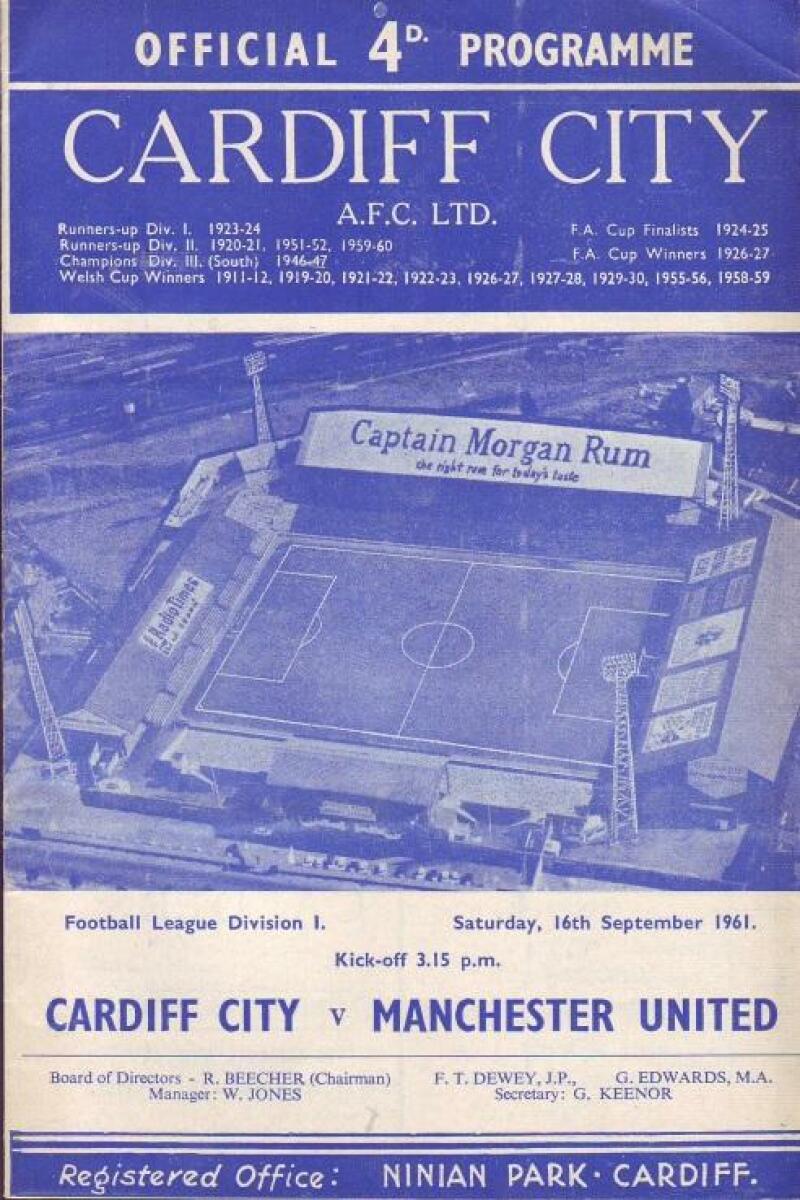 OFFICIAL 4D. PROGRAMME
CARDIFF CITY
A.F.C. LTD.
Runners-up Div. I. 1923-24
Runners-up Div. II. 1920-21, 1951-52, 1959-60
Champions Div. III. (South) 1946-47
F.A. Cup Finalists 1924-25
F.A. Cup Winners 1926-27
Welsh Cup Winners 1911-12, 1919-20, 1921-22, 1922-23, 1926-27, 1927-28, 1929-30, 1955-56, 1958-59
Captain Morgan Rum
the right rum for today's taste
Radio Times
Football League Division I. Saturday, 16th September 1961.
Kick-off 3.15 p.m.
CARDIFF CITY v MANCHESTER UNITED
Board of Directors - R. BEECHER (Chairman) F. T. DEWEY, J.P., G. EDWARDS, M.A.
Manager: W. JONES Secretary: G. KEENOR
Registered Office: NINIAN PARK · CARDIFF.